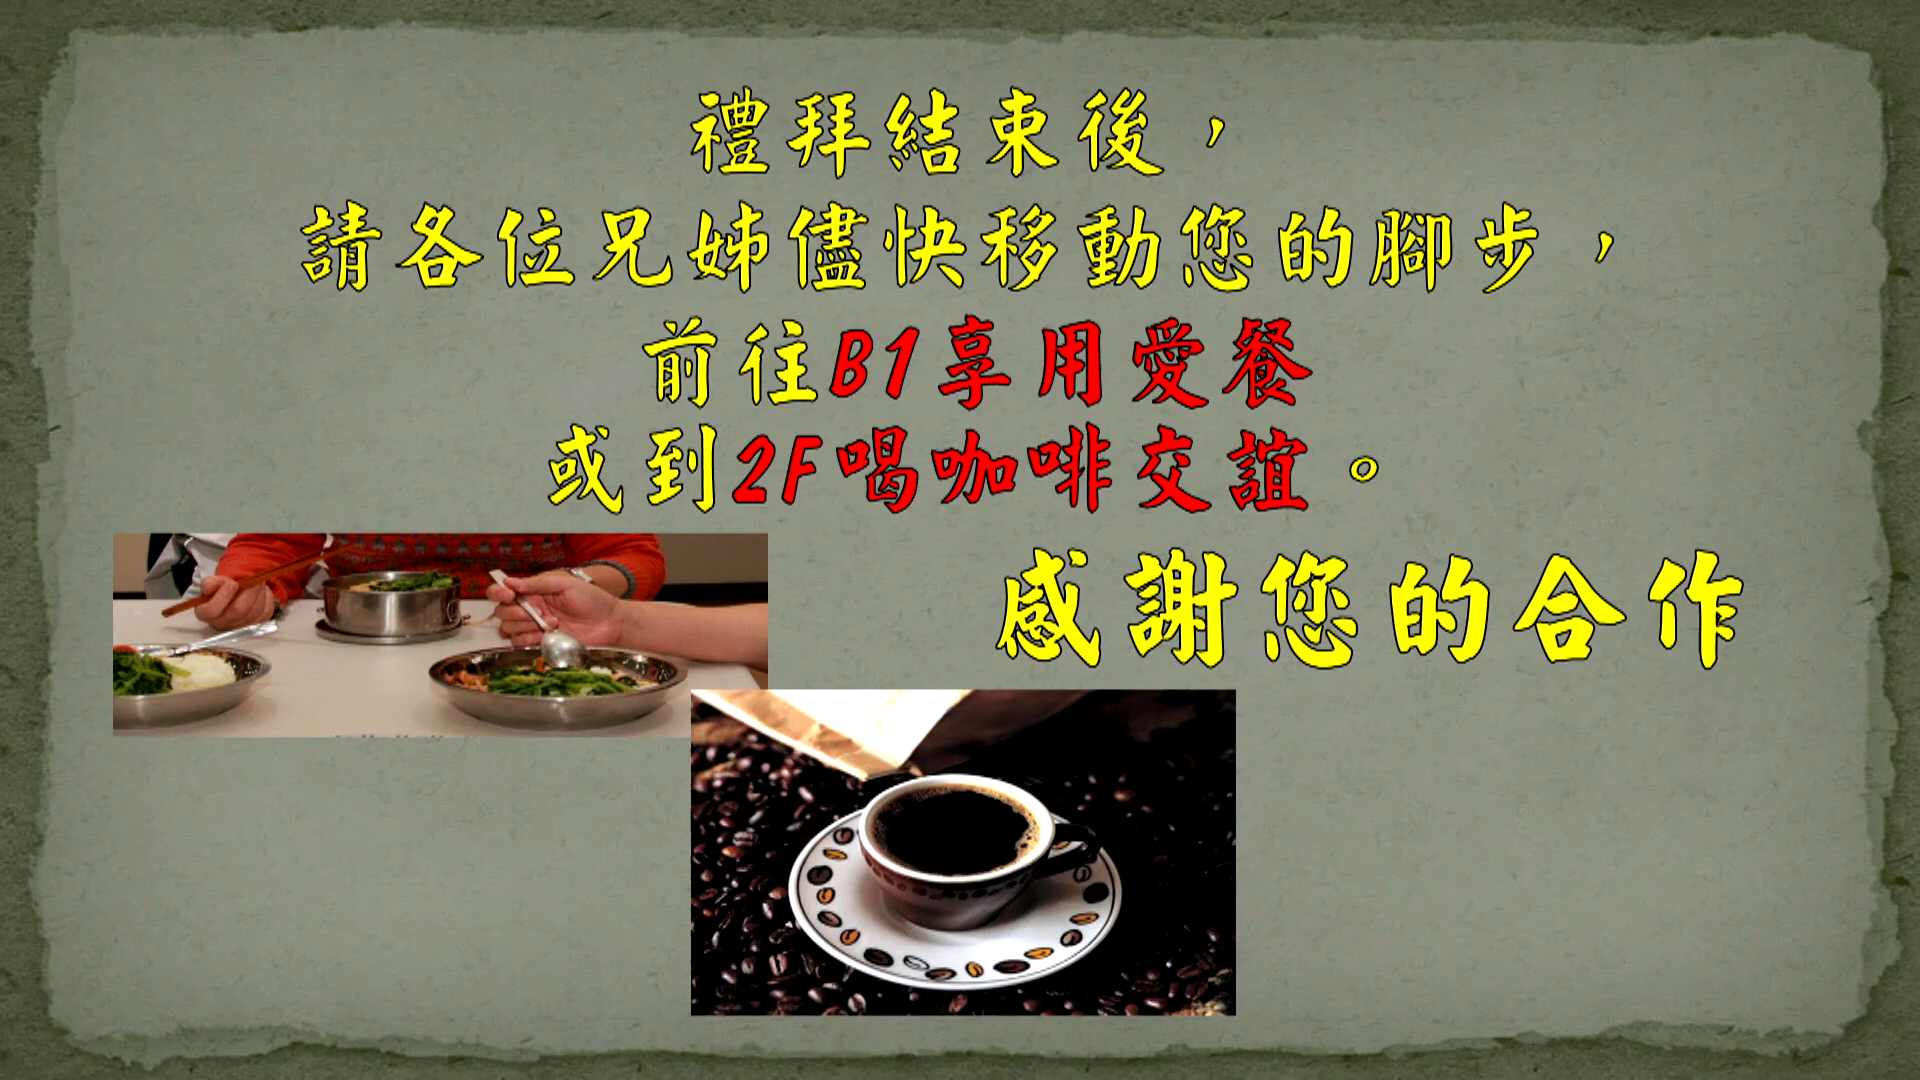 禮拜結束後，
請各位兄姊儘快移動您的腳步，
前往B1享用愛餐
或到2F喝咖啡交誼。
感謝您的合作